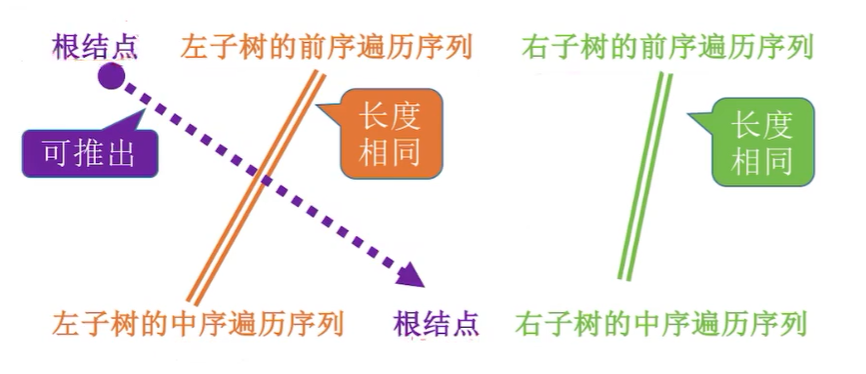 根结点 左子树的前序遍历序列 右子树的前序遍历序列
可推出
长度
相同
长度
相同
左子树的中序遍历序列 根结点 右子树的中序遍历序列